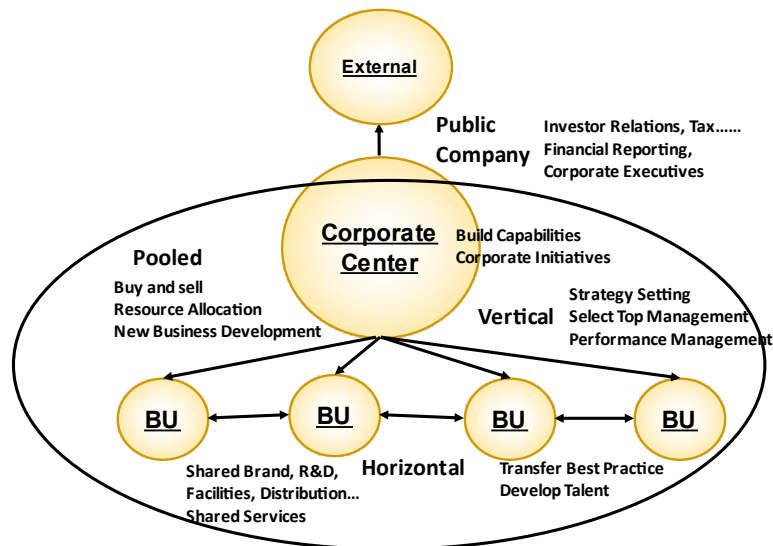 External
Public
Company
Investor Relations, Tax......
Financial Reporting,
Corporate Executives
Corporate
Center
Build Capabilities
Corporate Initiatives
Pooled
Buy and sell
Resource Allocation
New Business Development
Vertical
Strategy Setting
Select Top Management
Performance Management
BU
BU
BU
BU
Shared Brand, R&D,
Facilities, Distribution...
Shared Services
Horizontal
Transfer Best Practice
Develop Talent